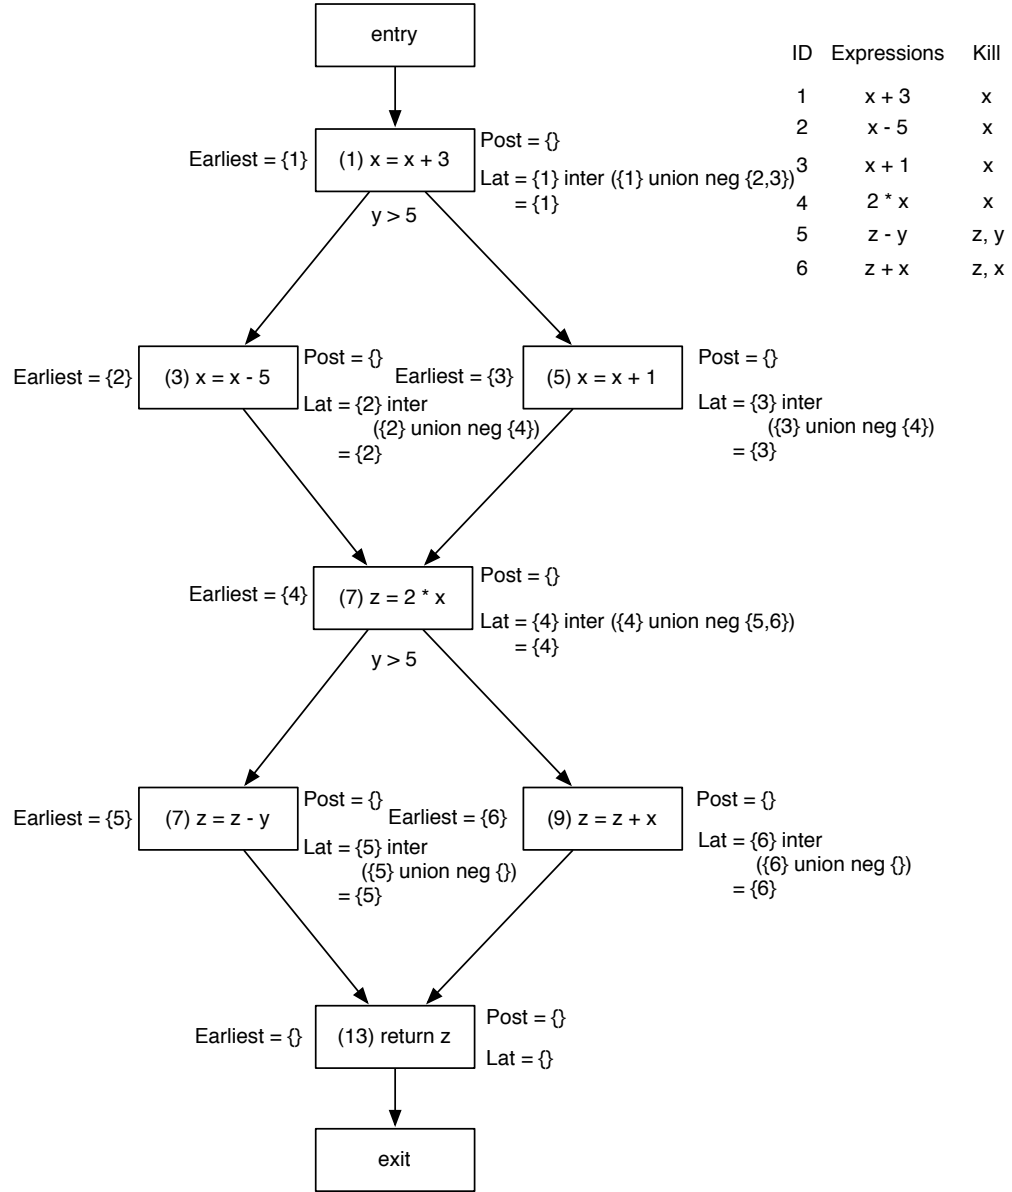 entry
ID Expressions Kill
1 x + 3 x
2 x - 5 x
3 x + 1 x
4 2 * x x
5 z - y z, y
6 z + x z, x
Earliest = {1}
(1) x = x + 3
Post = {}
Lat = {1} inter ({1} union neg {2,3})
= {1}
y > 5
Earliest = {2}
(3) x = x - 5
Post = {}
Lat = {2} inter
({2} union neg {4})
= {2}
Earliest = {3}
(5) x = x + 1
Post = {}
Lat = {3} inter
({3} union neg {4})
= {3}
Earliest = {4}
(7) z = 2 * x
Post = {}
Lat = {4} inter ({4} union neg {5,6})
= {4}
y > 5
Earliest = {5}
(7) z = z - y
Post = {}
Lat = {5} inter
({5} union neg {})
= {5}
Earliest = {6}
(9) z = z + x
Post = {}
Lat = {6} inter
({6} union neg {})
= {6}
Earliest = {}
(13) return z
Post = {}
Lat = {}
exit